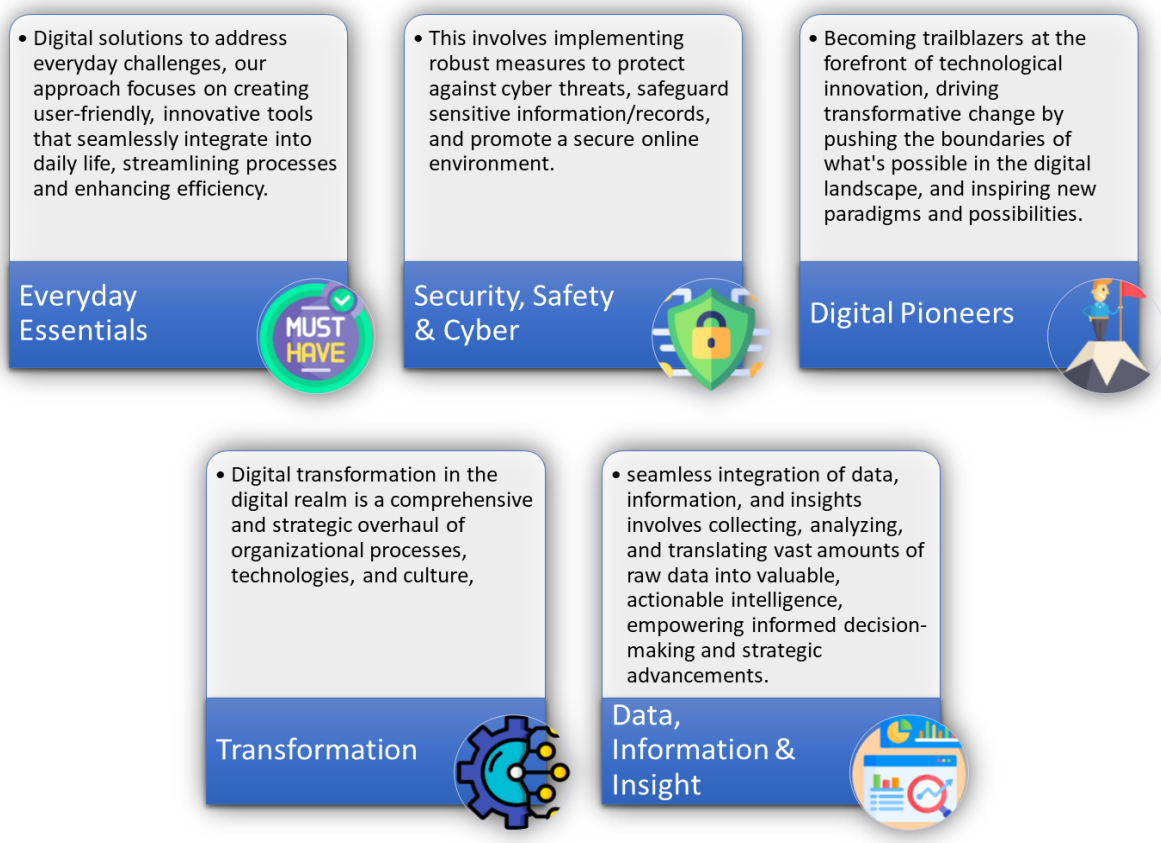 • Digital solutions to address
everyday challenges, our
approach focuses on creating
user-friendly, innovative tools
that seamlessly integrate into
daily life, streamlining processes
and enhancing efficiency.
Everyday
Essentials
MUST
HAVE
• This involves implementing
robust measures to protect
against cyber threats, safeguard
sensitive information/records,
and promote a secure online
environment.
Security, Safety
& Cyber
• Becoming trailblazers at the
forefront of technological
innovation, driving
transformative change by
pushing the boundaries of
what's possible in the digital
landscape, and inspiring new
paradigms and possibilities.
Digital Pioneers
• Digital transformation in the
digital realm is a comprehensive
and strategic overhaul of
organizational processes,
technologies, and culture,
Transformation
• seamless integration of data,
information, and insights
involves collecting, analyzing,
and translating vast amounts of
raw data into valuable,
actionable intelligence,
empowering informed decision-
making and strategic
advancements.
Data,
Information &
Insight